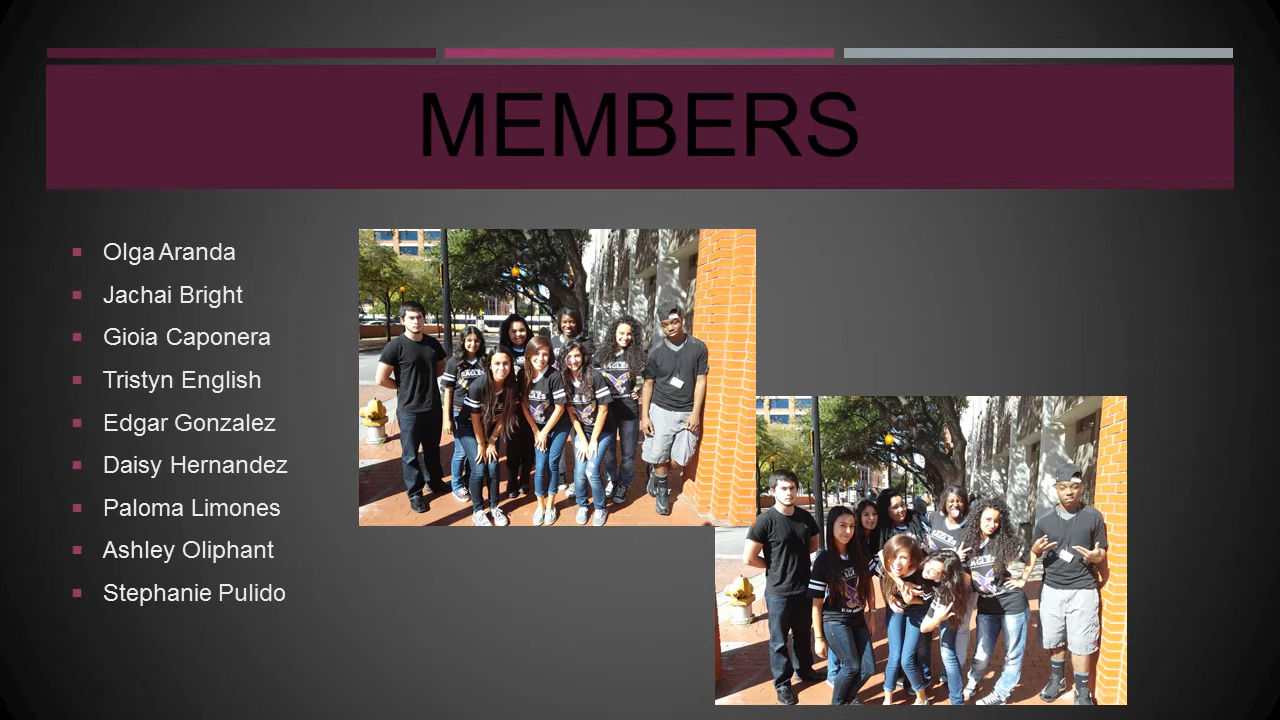 MEMBERS
Olga Aranda
Jachai Bright
Gioia Caponera
Tristyn English
Edgar Gonzalez
Daisy Hernandez
Paloma Limones
Ashley Oliphant
Stephanie Pulido